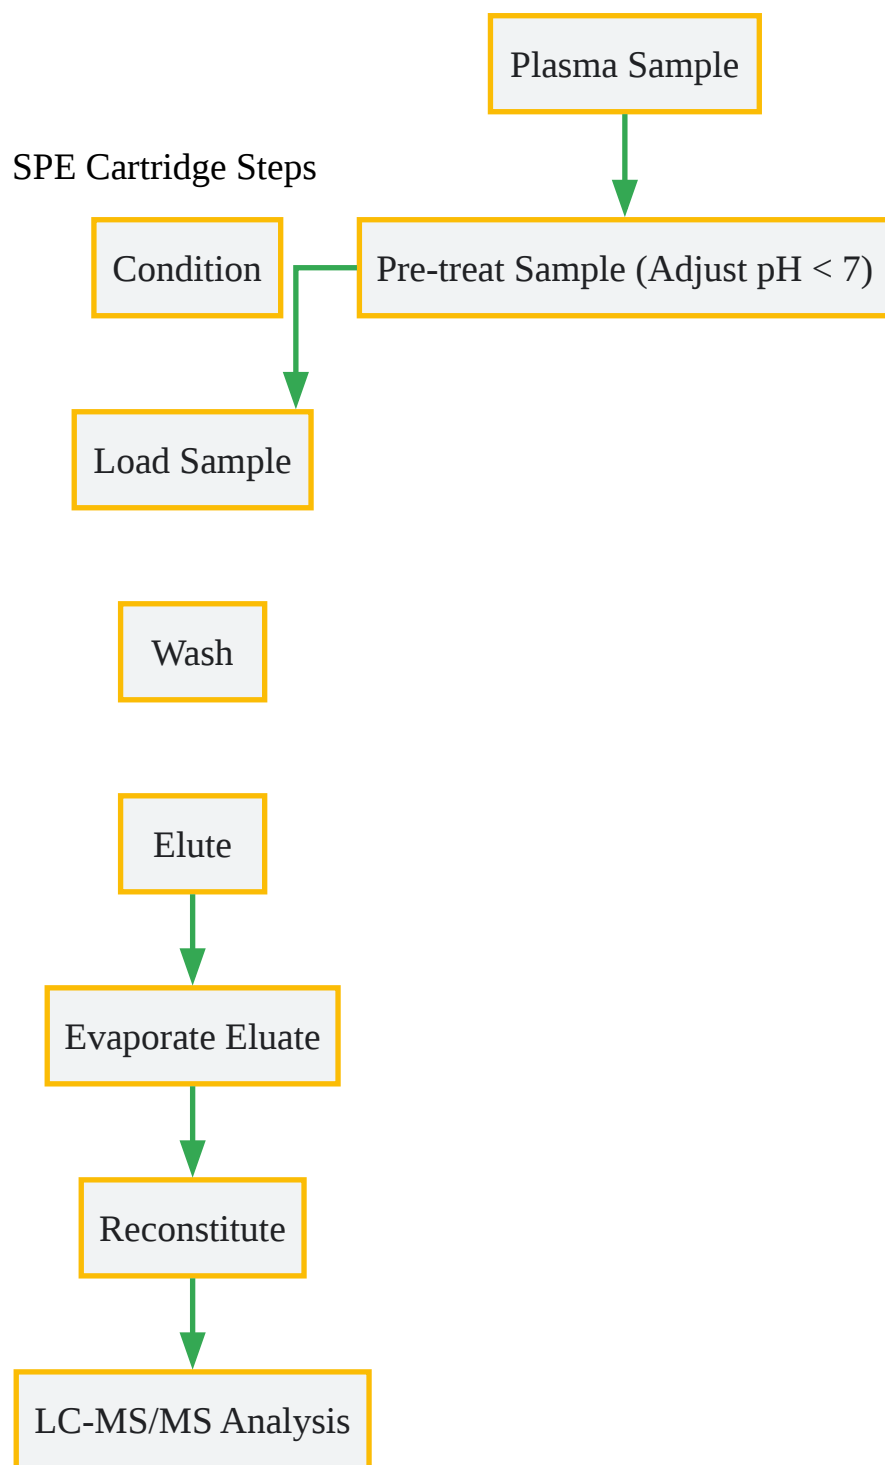 Plasma Sample
SPE Cartridge Steps
Condition
Pre-treat Sample (Adjust pH < 7)
Load Sample
Wash
Elute
Evaporate Eluate
Reconstitute
LC-MS/MS Analysis